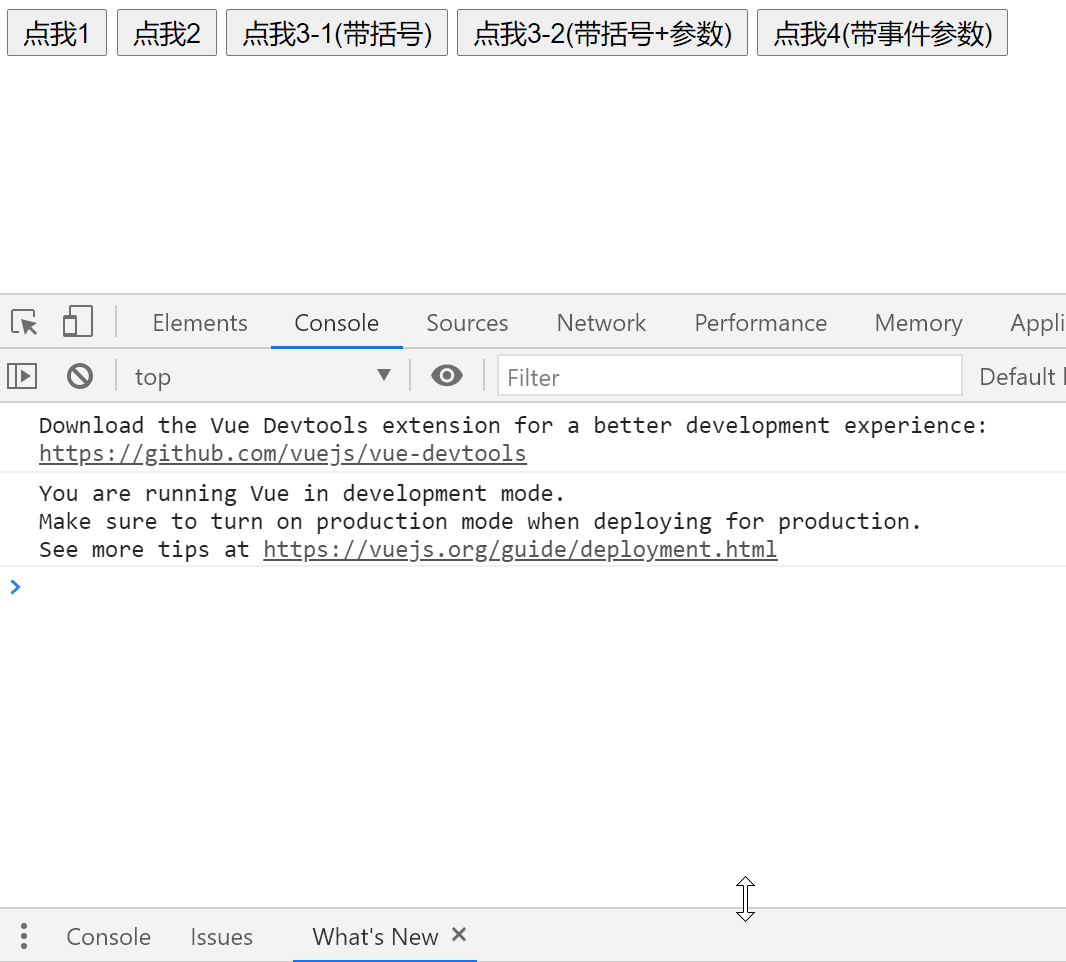 点我1 点我2 点我3-1(带括号) 点我3-2(带括号+参数) 点我4(带事件参数)
Elements Console Sources Network Performance Memory Appli
top Filter Default
Download the Vue Devtools extension for a better development experience:
https://github.com/vuejs/vue-devtools
You are running Vue in development mode.
Make sure to turn on production mode when deploying for production.
See more tips at https://vuejs.org/guide/deployment.html
Console Issues What's New